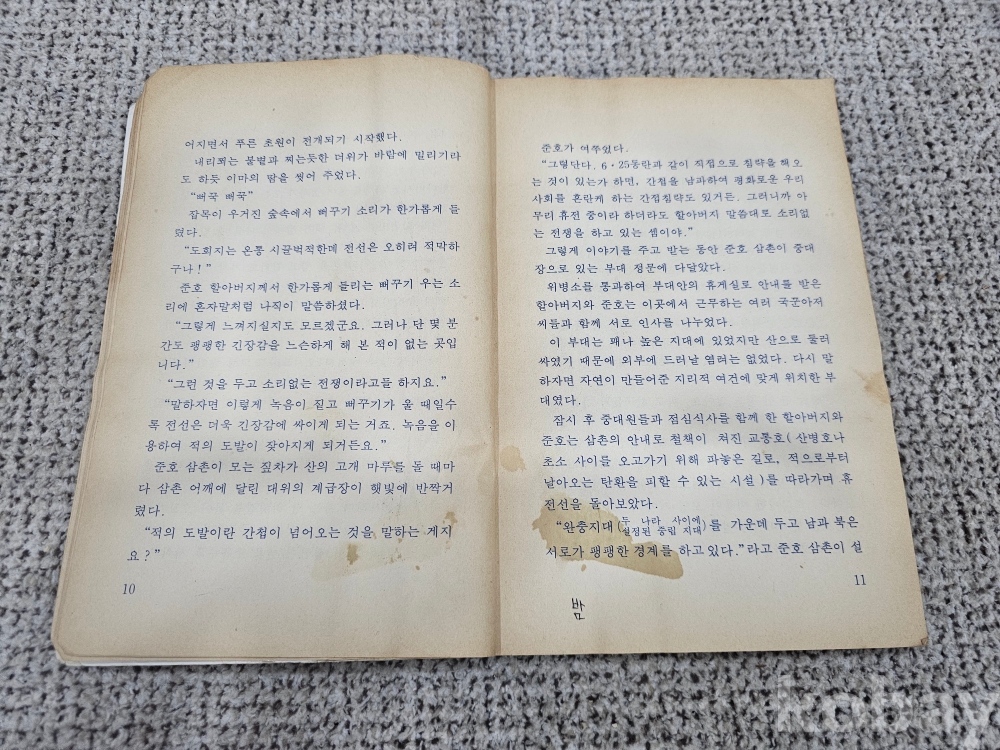 어지면서 푸른 초원이 전개되기 시작했다.
내리쬐는 불볕과 찌는듯한 더위가 바람에 밀리기라
도 하듯 이마의 땀을 씻어 주었다.
“뻐꾹 뻐꾹”
잡목이 우거진 숲속에서 뻐꾸기 소리가 한가롭게 들
렸다.
“도회지는 온통 시끌벅적한데 전선은 오히려 적막하
구나!”
준호 할아버지께서 한가롭게 들리는 뻐꾸기 우는 소
리에 혼자말처럼 나직이 말씀하셨다.
“그렇게 느껴지실지도 모르겠군요. 그러나 단 몇 분
간도 팽팽한 긴장감을 느슨하게 해 본 적이 없는 곳입
니다.”
“그런 것을 두고 소리없는 전쟁이라고들 하지요.”
“말하자면 이렇게 녹음이 짙고 뻐꾸기가 울 때일수
록 전선은 더욱 긴장감에 싸이게 되는 거죠. 녹음을 이
용하여 적의 도발이 잦아지게 되거든요.”
준호 삼촌이 모는 짚차가 산의 고개 마루를 돌 때마
다 삼촌 어깨에 달린 대위의 계급장이 햇빛에 반짝거
렸다.
“적의 도발이란 간첩이 넘어오는 것을 말하는 게지
요?”
10
준호가 여쭈었다.
“그렇단다. 6·25동란과 같이 직접으로 침략을 해오
는 것이 있는가 하면, 간첩을 남과하여 평화로운 우리
사회를 혼란케 하는 간접침략도 있거든. 그러니까 아
무리 휴전 중이라 하더라도 할아버지 말씀대로 소리없
는 전쟁을 하고 있는 셈이야.”
그렇게 이야기를 주고 받는 동안 준호 삼촌이 중대
장으로 있는 부대 정문에 다달았다.
위병소를 통과하여 부대안의 휴게실로 안내를 받은
할아버지와 준호는 이곳에서 근무하는 여러 국군아저
씨들과 함께 서로 인사를 나누었다.
이 부대는 꽤나 높은 지대에 있었지만 산으로 둘러
싸였기 때문에 외부에 드러날 염려는 없었다. 다시 말
하자면 자연이 만들어준 지리적 여건에 맞게 위치한 부
대였다.
잠시 후 중대원들과 점심식사를 함께 한 할아버지와
준호는 삼촌의 안내로 철책이 쳐진 교통호(산병호나
초소 사이를 오고가기 위해 파놓은 길로, 적으로부터
날아오는 탄환을 피할 수 있는 시설)를 따라가며 휴
전선을 돌아보았다.
“완충지대(두 나라 사이에 설정된 중립 지대)를 가운데 두고 남과 북은
서로가 팽팽한 경계를 하고 있다.”라고 준호 삼촌이 설
11
밤
kobay